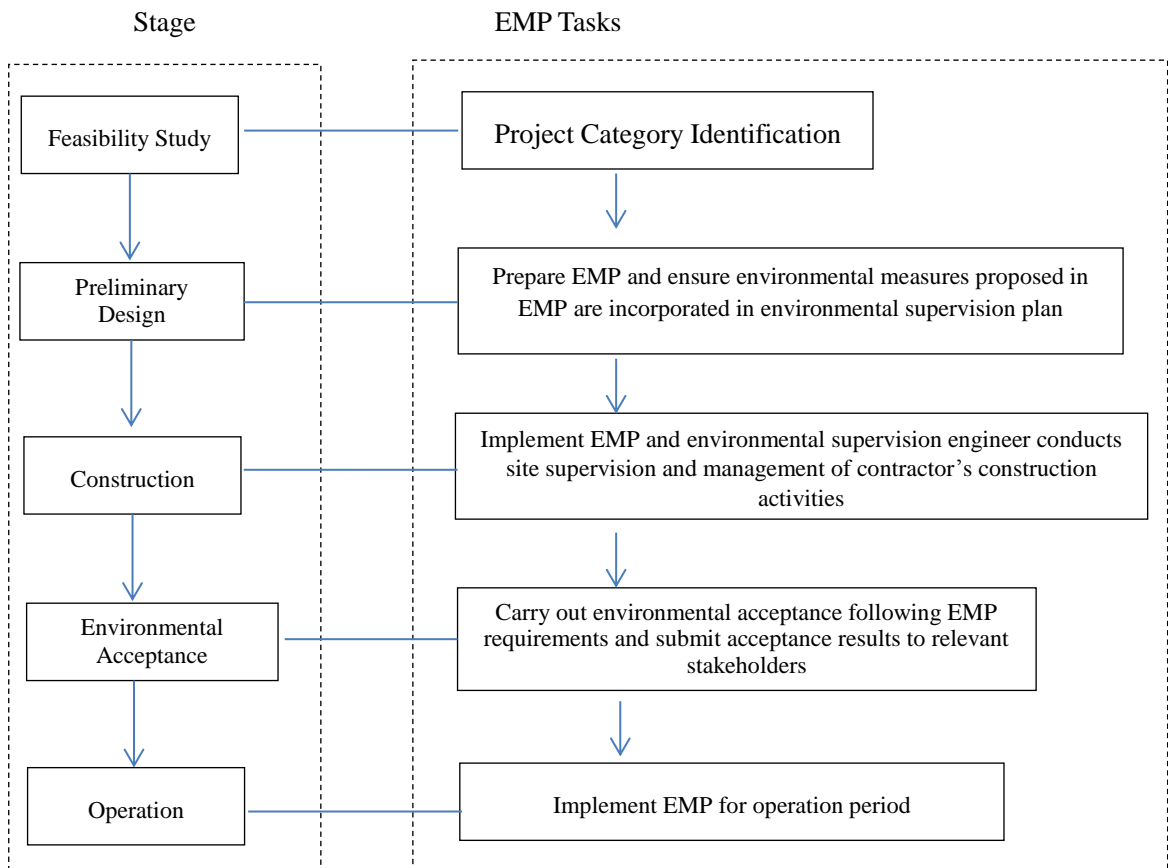 Stage
EMP Tasks
Feasibility Study
Project Category Identification
Preliminary
Design
Prepare EMP and ensure environmental measures proposed in
EMP are incorporated in environmental supervision plan
Construction
Implement EMP and environmental supervision engineer conducts
site supervision and management of contractor’s construction
activities
Environmental
Acceptance
Carry out environmental acceptance following EMP
requirements and submit acceptance results to relevant
stakeholders
Operation
Implement EMP for operation period